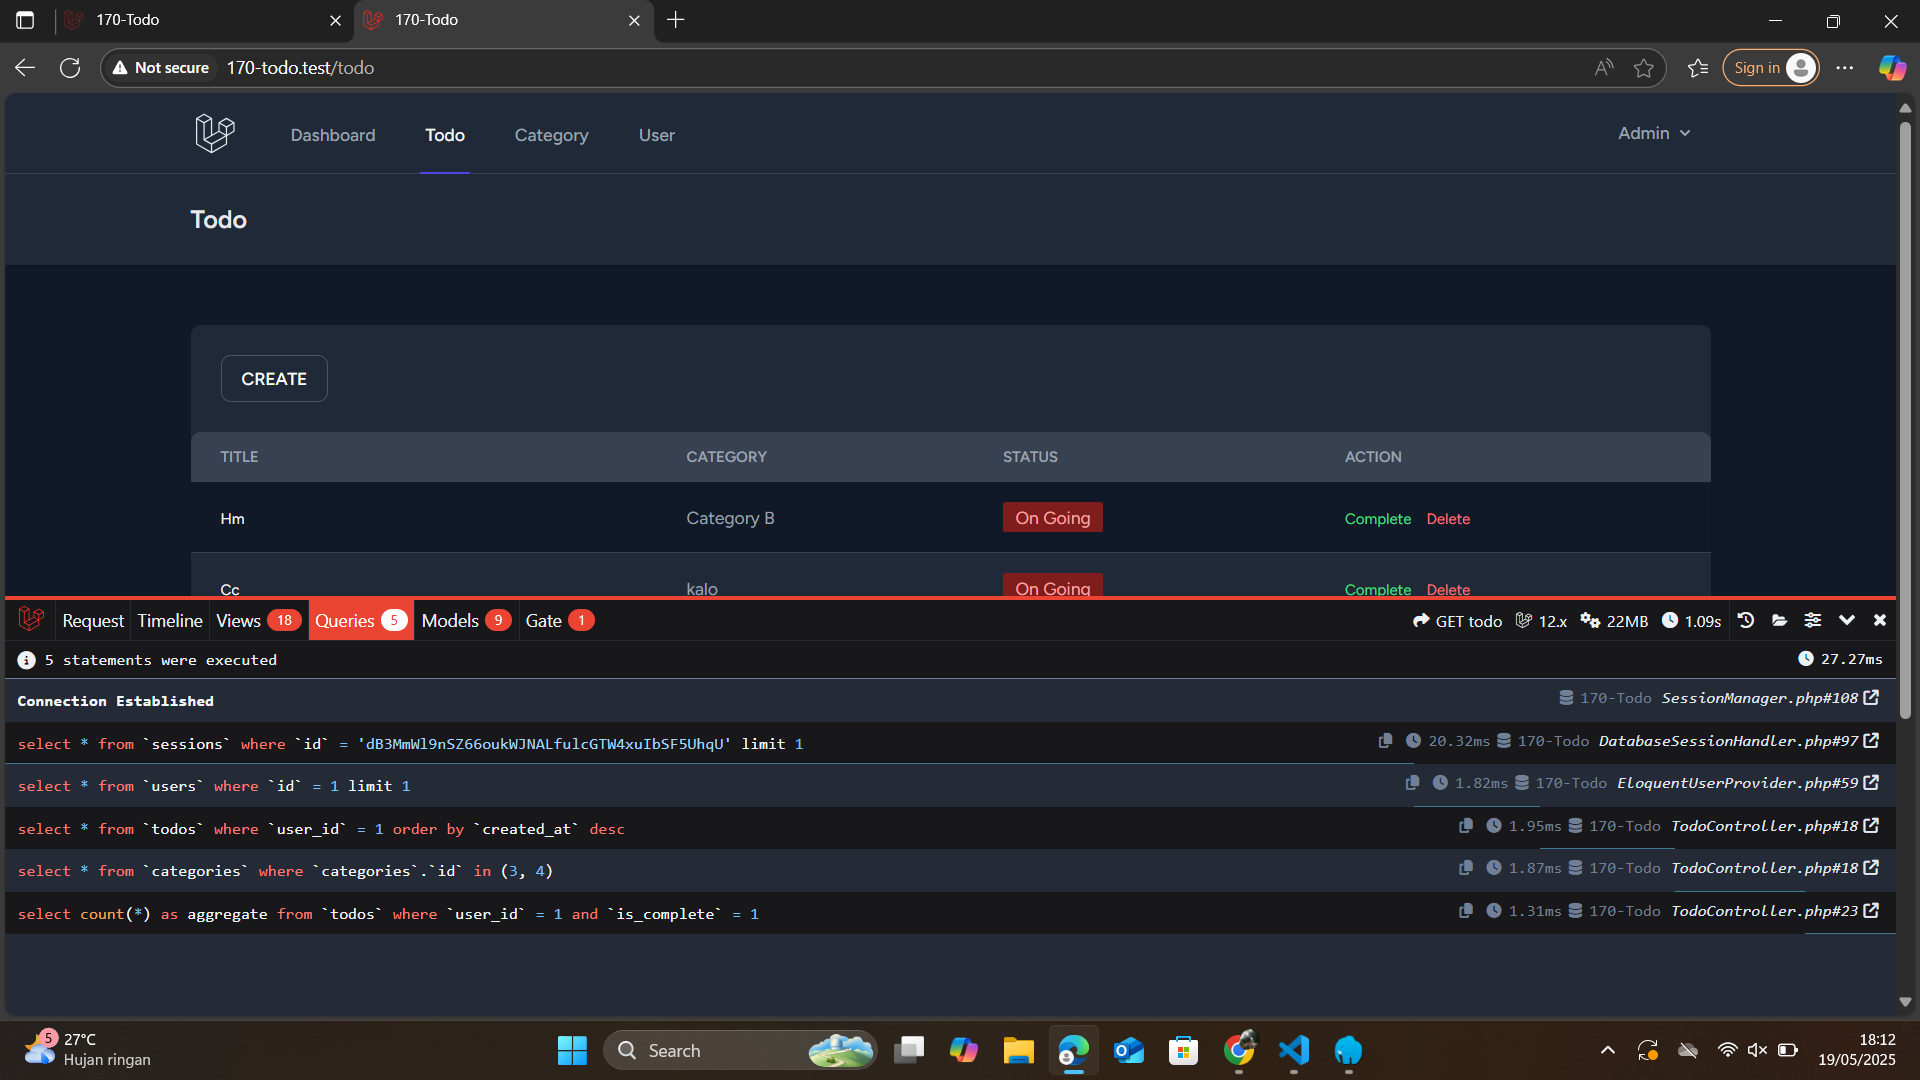 170-Todo
170-Todo
Not secure 170-todo.test/todo
Sign in
Dashboard Todo Category User
Admin
Todo
CREATE
TITLE CATEGORY STATUS ACTION
Hm Category B On Going Complete Delete
Cc kalo On Going Complete Delete
Request Timeline Views 18 Queries 5 Models 9 Gate 1
GET todo 12.x 22MB 1.09s
5 statements were executed 27.27ms
Connection Established 170-Todo SessionManager.php#108
select * from `sessions` where `id` = 'dB3MmWl9nSZ66oukWJNALfulcGTW4xuIbSF5UhqU' limit 1 20.32ms 170-Todo DatabaseSessionHandler.php#97
select * from `users` where `id` = 1 limit 1 1.82ms 170-Todo EloquentUserProvider.php#59
select * from `todos` where `user_id` = 1 order by `created_at` desc 1.95ms 170-Todo TodoController.php#18
select * from `categories` where `categories`.`id` in (3, 4) 1.87ms 170-Todo TodoController.php#18
select count(*) as aggregate from `todos` where `user_id` = 1 and `is_complete` = 1 1.31ms 170-Todo TodoController.php#23
5
27°C
Hujan ringan
Search
18:12
19/05/2025